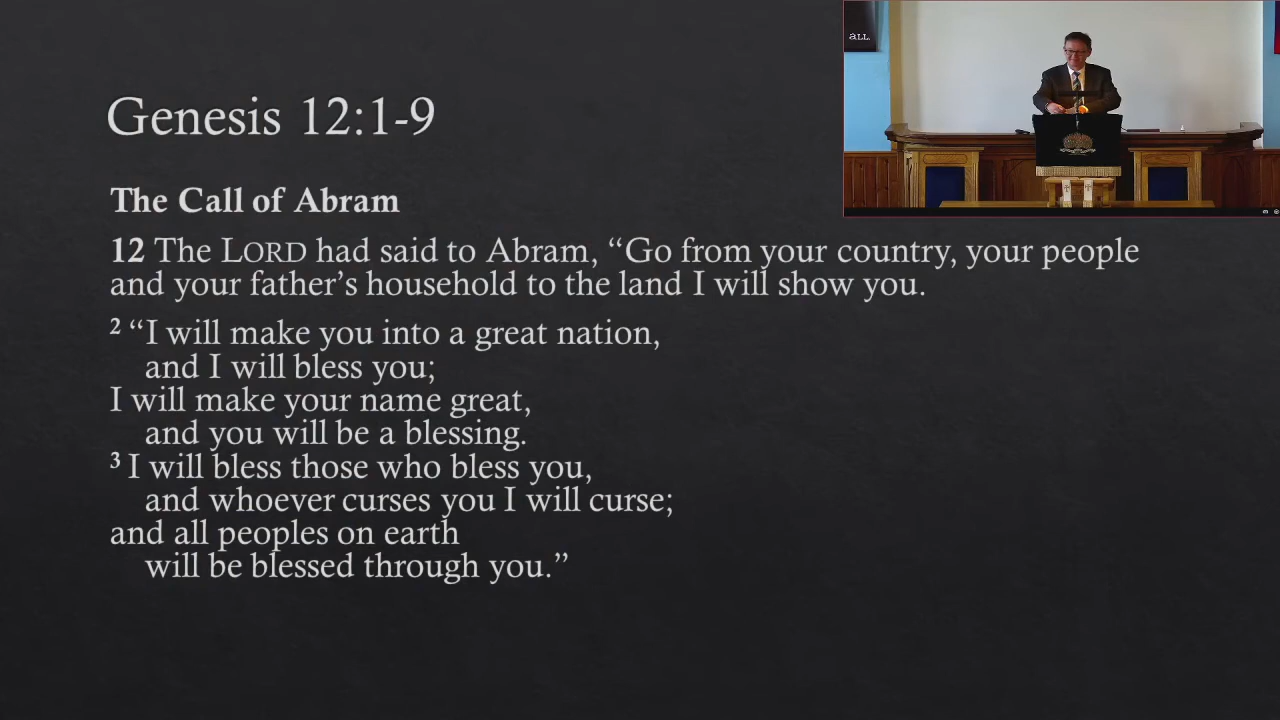 ALL.
Genesis 12:1-9
The Call of Abram
12 The LORD had said to Abram, “Go from your country, your people
and your father’s household to the land I will show you.
2 “I will make you into a great nation,
and I will bless you;
I will make your name great,
and you will be a blessing.
3 I will bless those who bless you,
and whoever curses you I will curse;
and all peoples on earth
will be blessed through you.”